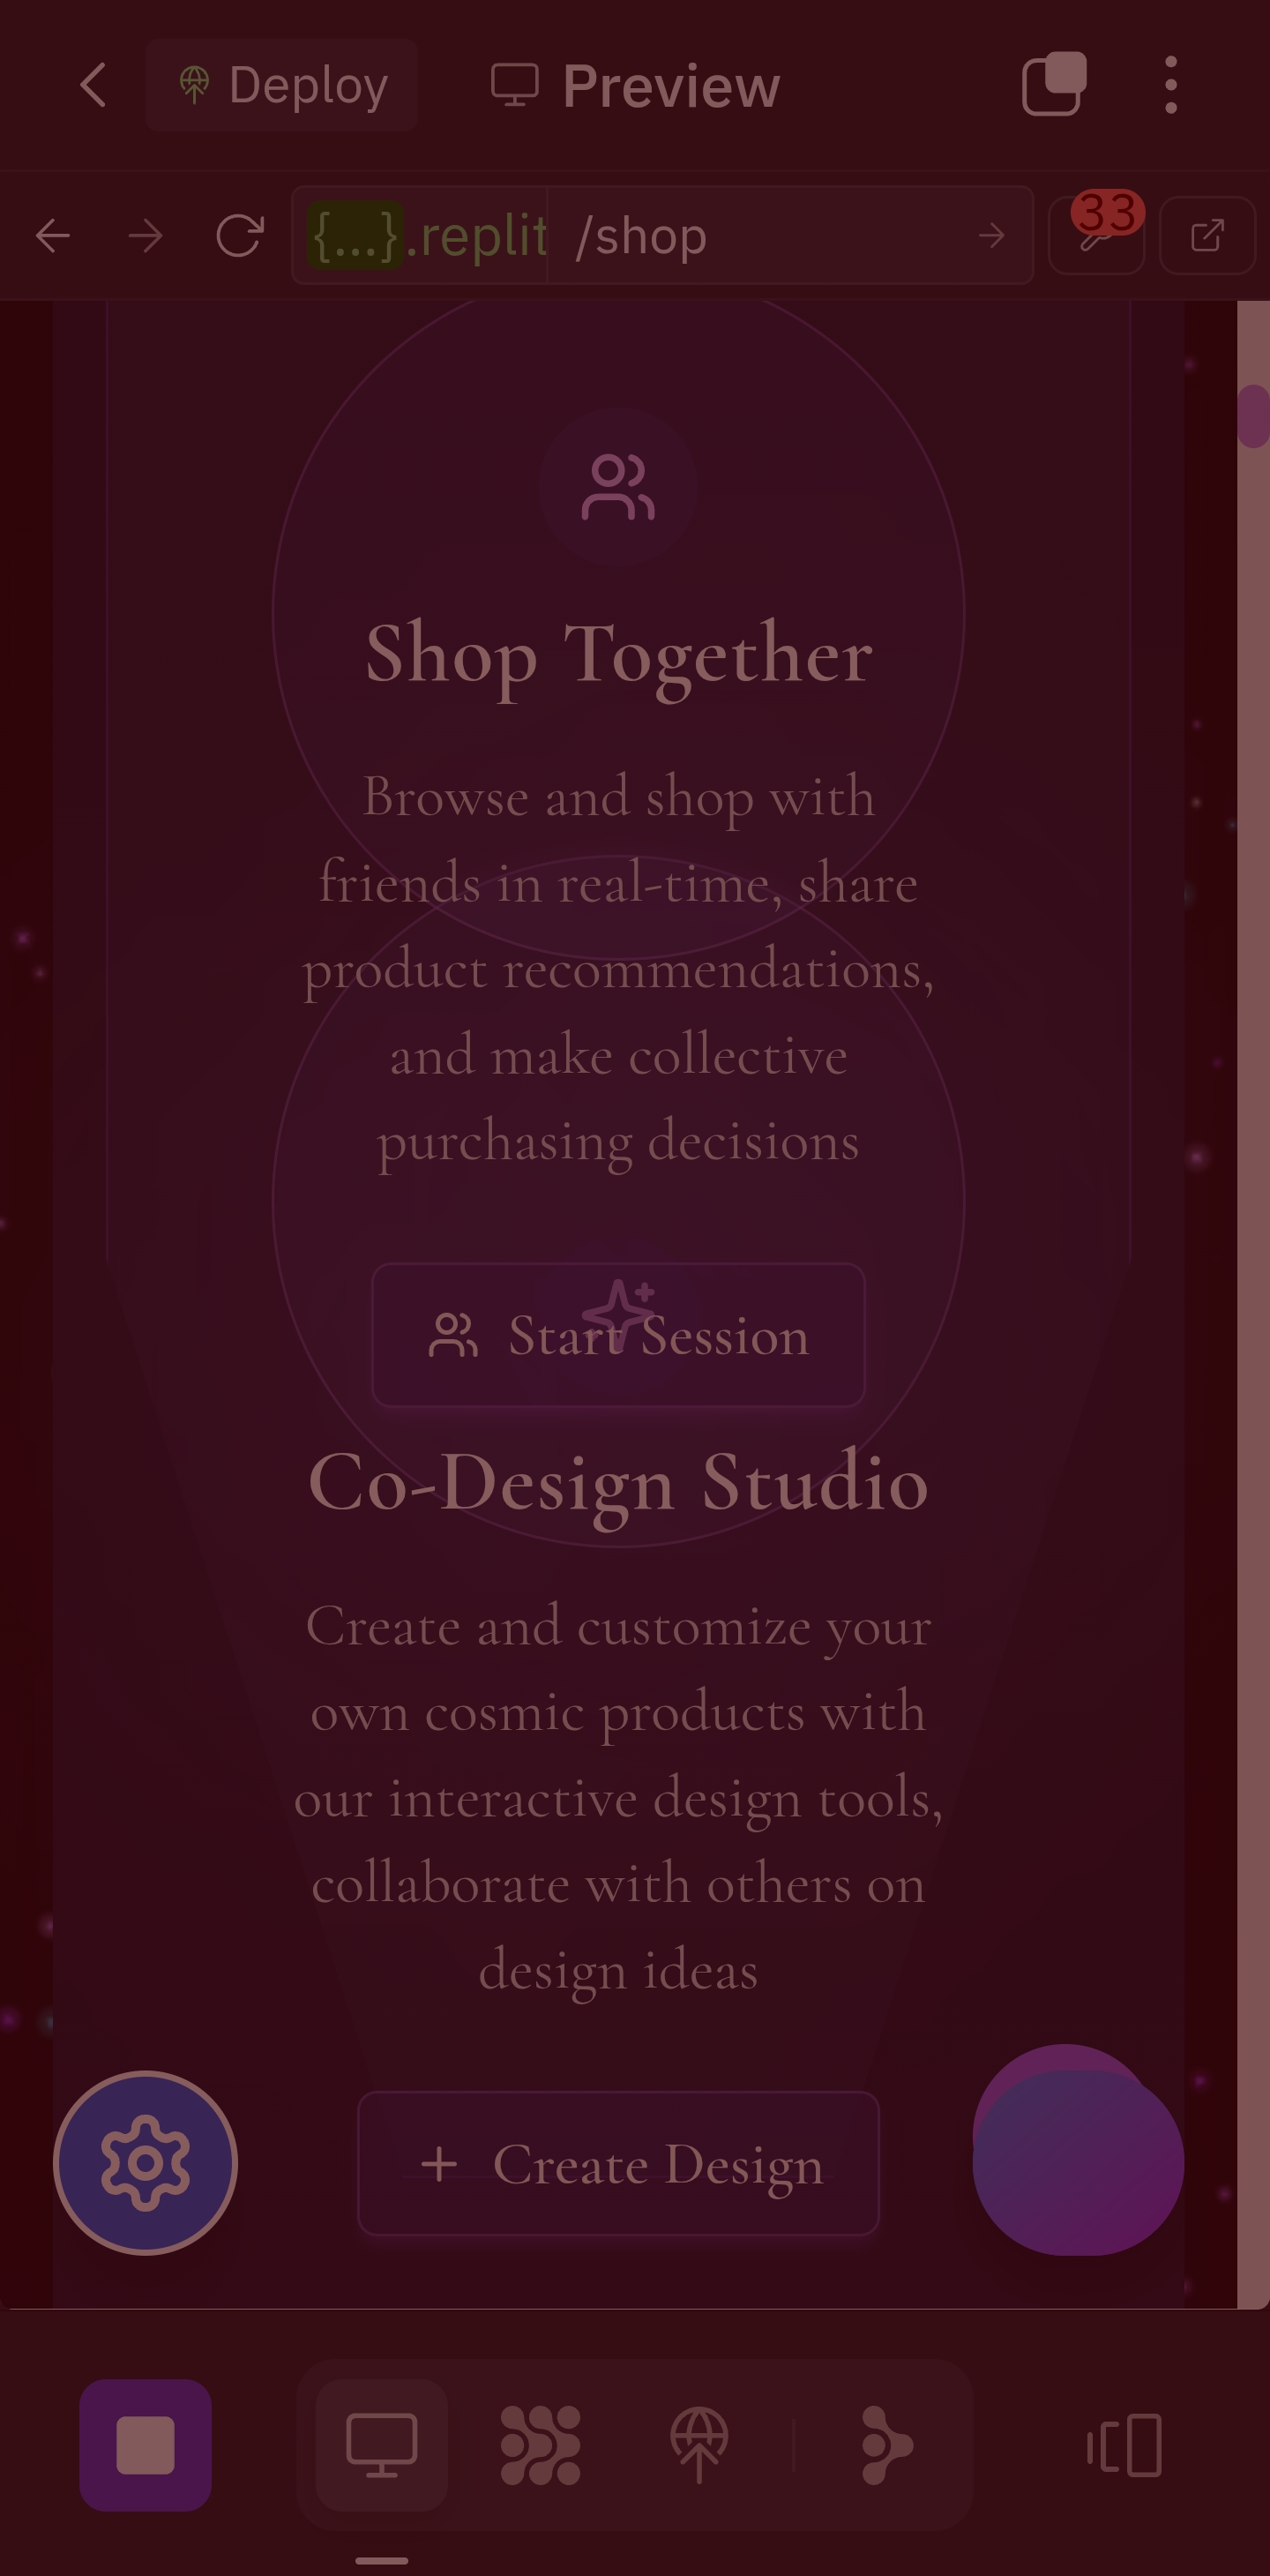 Deploy
Preview
{...}.replit
/shop
33
Shop Together
Browse and shop with
friends in real-time, share
product recommendations,
and make collective
purchasing decisions
Start Session
Co-Design Studio
Create and customize your
own cosmic products with
our interactive design tools,
collaborate with others on
design ideas
Create Design